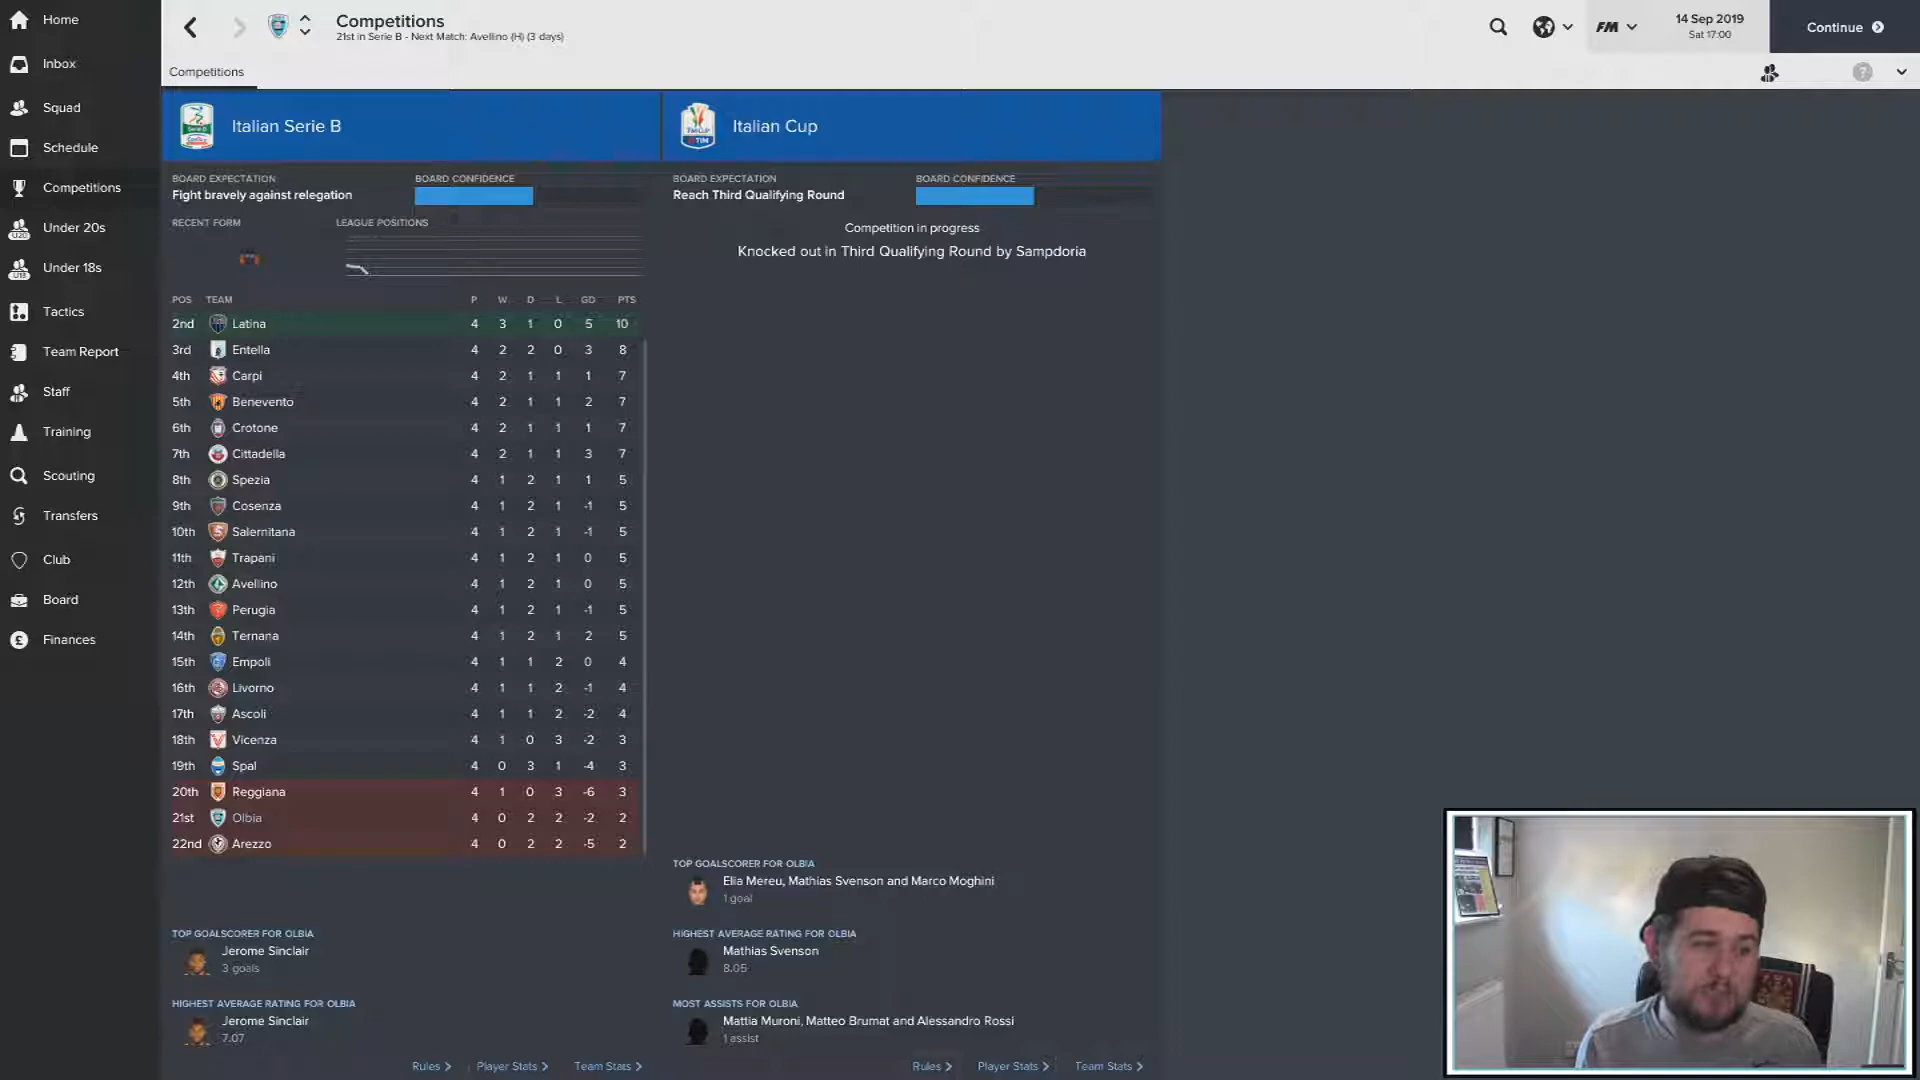 Home
Inbox
Squad
Schedule
Competitions
Under 20s
Under 18s
Tactics
Team Report
Staff
Training
Scouting
Transfers
Club
Board
Finances
Competitions
21st in Serie B - Next Match: Avellino (H) (3 days)
FM
14 Sep 2019
Sat 17:00
Continue
Competitions
Italian Serie B
BOARD EXPECTATION
Fight bravely against relegation
BOARD CONFIDENCE
RECENT FORM
LEAGUE POSITIONS
POS TEAM P W D L GD PTS
2nd Latina 4 3 1 0 5 10
3rd Entella 4 2 2 0 3 8
4th Carpi 4 2 1 1 1 7
5th Benevento 4 2 1 1 2 7
6th Crotone 4 2 1 1 1 7
7th Cittadella 4 2 1 1 3 7
8th Spezia 4 1 2 1 1 5
9th Cosenza 4 1 2 1 -1 5
10th Salernitana 4 1 2 1 -1 5
11th Trapani 4 1 2 1 0 5
12th Avellino 4 1 2 1 0 5
13th Perugia 4 1 2 1 -1 5
14th Ternana 4 1 2 1 2 5
15th Empoli 4 1 1 2 0 4
16th Livorno 4 1 1 2 -1 4
17th Ascoli 4 1 1 2 -2 4
18th Vicenza 4 1 0 3 -2 3
19th Spal 4 0 3 1 -4 3
20th Reggiana 4 1 0 3 -6 3
21st Olbia 4 0 2 2 -2 2
22nd Arezzo 4 0 2 2 -5 2
TOP GOALSCORER FOR OLBIA
Jerome Sinclair
3 goals
HIGHEST AVERAGE RATING FOR OLBIA
Jerome Sinclair
7.07
Rules Player Stats Team Stats
Italian Cup
BOARD EXPECTATION
Reach Third Qualifying Round
BOARD CONFIDENCE
Competition in progress
Knocked out in Third Qualifying Round by Sampdoria
TOP GOALSCORER FOR OLBIA
Elia Mereu, Mathias Svenson and Marco Moghini
1 goal
HIGHEST AVERAGE RATING FOR OLBIA
Mathias Svenson
8.05
MOST ASSISTS FOR OLBIA
Mattia Muroni, Matteo Brumat and Alessandro Rossi
1 assist
Rules Player Stats Team Stats